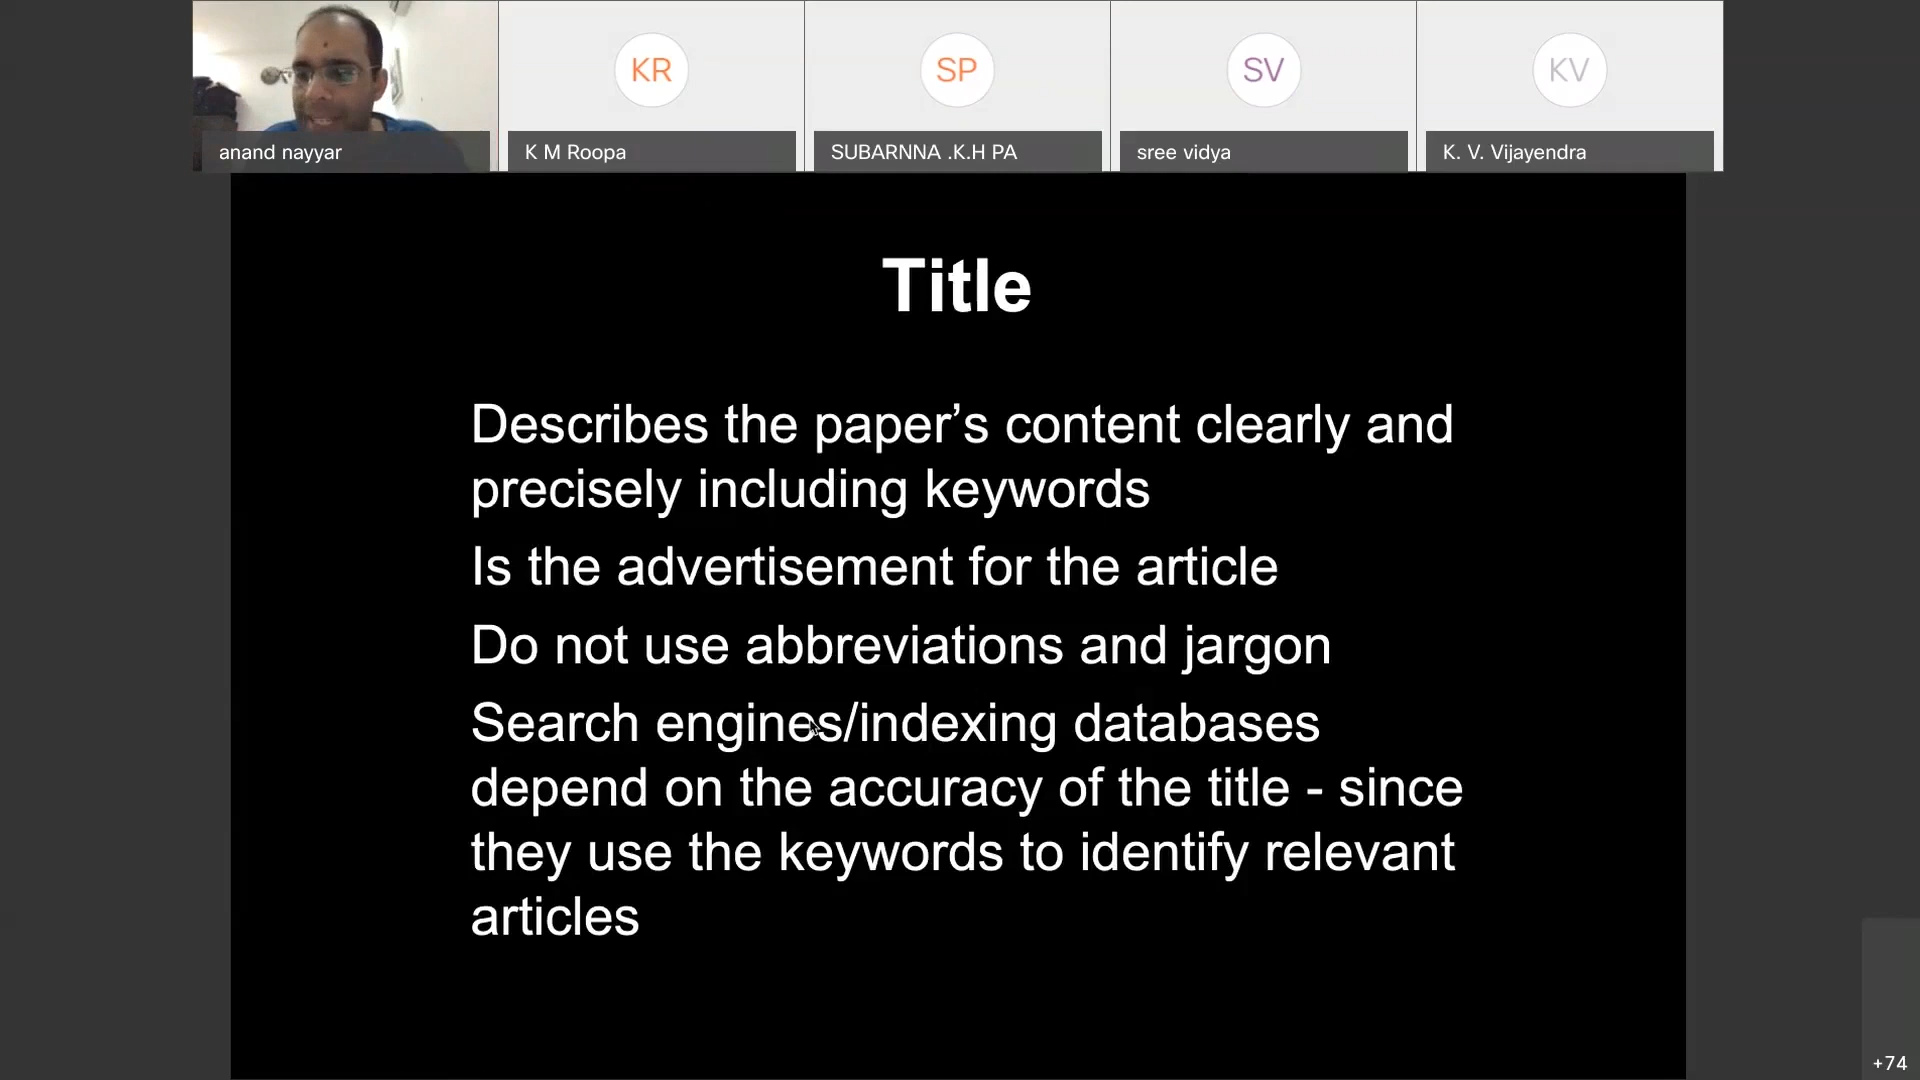 KR
SP
SV
KV
anand nayyar
K M Roopa
SUBARNNA .K.H PA
sree vidya
K. V. Vijayendra
Title
Describes the paper’s content clearly and
precisely including keywords
Is the advertisement for the article
Do not use abbreviations and jargon
Search engines/indexing databases
depend on the accuracy of the title - since
they use the keywords to identify relevant
articles
+74